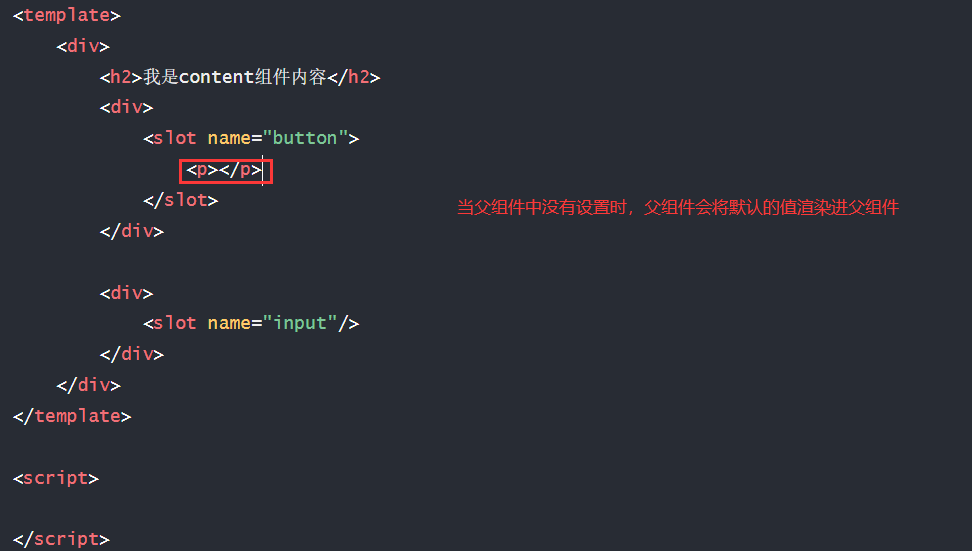 <template>
<div>
<h2>我是content组件内容</h2>
<div>
<slot name="button">
<p></p>
</slot>
当父组件中没有设置时，父组件会将默认的值渲染进父组件
</div>
<div>
<slot name="input"/>
</div>
</div>
</template>
<script>
</script>